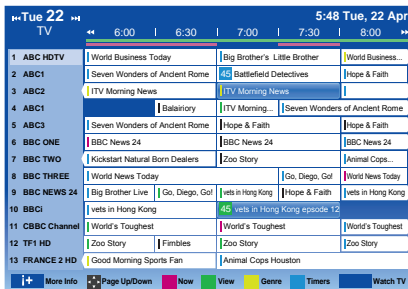 Tue 22 5:48 Tue, 22 Apr
TV 6:00 6:30 7:00 7:30 8:00
1 ABC HDTV World Business Today Big Brother's Little Brother World Business...
2 ABC1 Seven Wonders of Ancient Rome 45 Battlefield Detectives Hope & Faith
3 ABC2 ITV Morning News ITV Morning News
4 ABC1 Balairiory ITV Morning... Seven Wonders of Ancient Rome
5 ABC3 Seven Wonders of Ancient Rome Hope & Faith Hope & Faith
6 BBC ONE BBC News 24 BBC News 24 BBC News 24
7 BBC TWO Kickstart Natural Born Dealers Zoo Story Animal Cops...
8 BBC THREE World News Today Go, Diego, Go! World News Today
9 BBC NEWS 24 Big Brother Live Go, Diego, Go! vets in Hong Kong Hope & Faith vets in Hong Kong
10 BBCi vets in Hong Kong 45 vets in Hong Kong epsode 12
11 CBBC Channel World's Toughest World's Toughest World's Toughest
12 TF1 HD Zoo Story Fimbles Zoo Story Zoo Story
13 FRANCE 2 HD Good Morning Sports Fan Animal Cops Houston
i+ More Info Page Up/Down Now View Genre Timers Watch TV